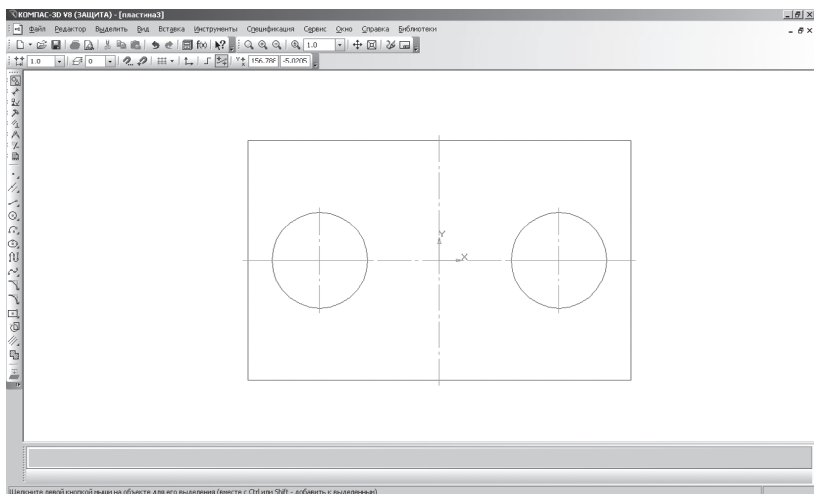 КОМПАС-3D V8 (ЗАЩИТА) - [пластина3]
Файл Редактор Выделить Вид Вставка Инструменты Спецификация Сервис Окно Справка Библиотеки
f(x) 1.0
1.0 0 156.788 -5.0205
Y
X
Щелкните левой кнопкой мыши на объекте для его выделения (вместе с Ctrl или Shift - добавить к выделенным)